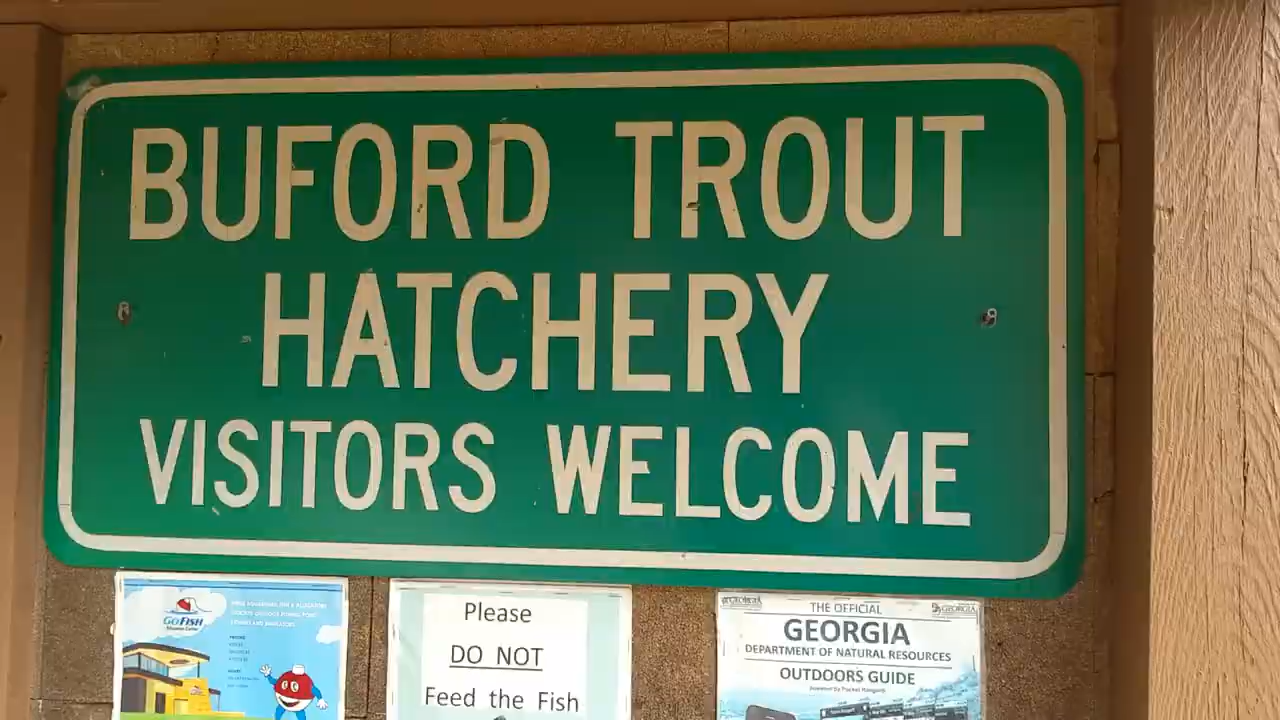 BUFORD TROUT
HATCHERY
VISITORS WELCOME
GO FISH
Please
DO NOT
Feed the Fish
GEORGIA
THE OFFICIAL
GEORGIA
DEPARTMENT OF NATURAL RESOURCES
OUTDOORS GUIDE